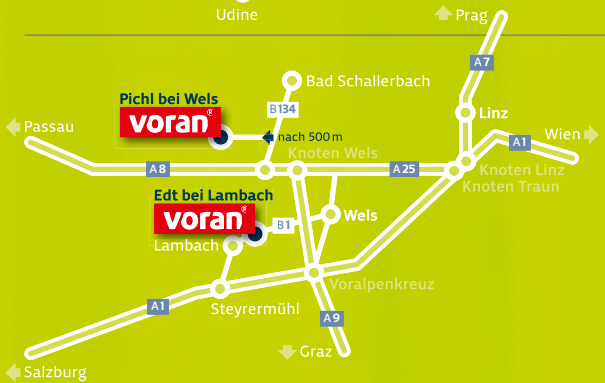 Udine
Prag
A7
Bad Schallerbach
Pichl bei Wels
voran®
B134
Linz
Passau
nach 500 m
A1
Wien
Knoten Wels
A8
A25
Knoten Linz
Knoten Traun
Edt bei Lambach
voran®
B1
Wels
Lambach
Voralpenkreuz
A1
Steyrermühl
A9
Graz
Salzburg